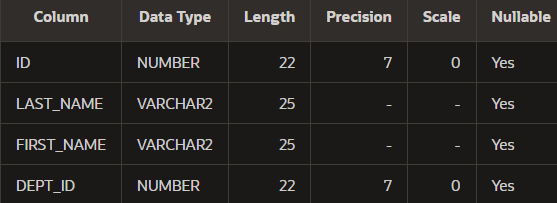 Column Data Type Length Precision Scale Nullable
ID NUMBER 22 7 0 Yes
LAST_NAME VARCHAR2 25 - - Yes
FIRST_NAME VARCHAR2 25 - - Yes
DEPT_ID NUMBER 22 7 0 Yes